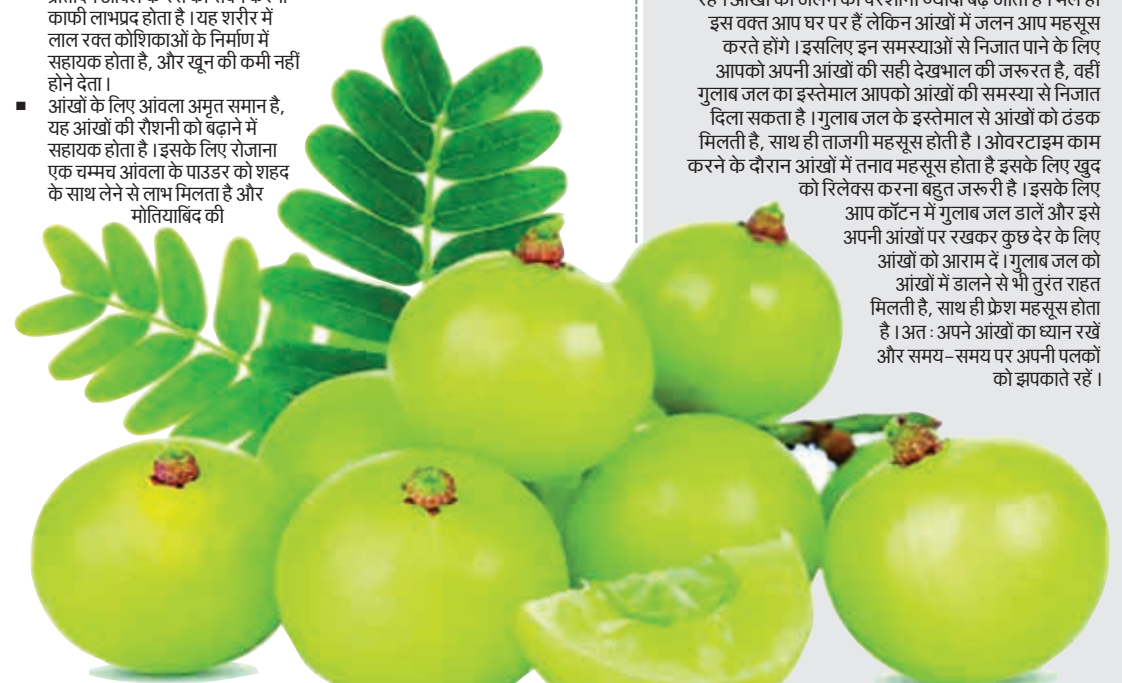 काफी लाभप्रद होता है । यह शरीर में
लाल रक्त कोशिकाओं के निर्माण में
सहायक होता है, और खून की कमी नहीं
होने देता ।
■ आंखों के लिए आंवला अमृत समान है,
यह आंखों की रौशनी को बढ़ाने में
सहायक होता है । इसके लिए रोजाना
एक चम्मच आंवला के पाउडर को शहद
के साथ लेने से लाभ मिलता है और
मोतियाबिंद की
इस वक्त आप घर पर हैं लेकिन आंखों में जलन आप महसूस
करते होंगे । इसलिए इन समस्याओं से निजात पाने के लिए
आपको अपनी आंखों की सही देखभाल की जरूरत है, वहीं
गुलाब जल का इस्तेमाल आपको आंखों की समस्या से निजात
दिला सकता है । गुलाब जल के इस्तेमाल से आंखों को ठंडक
मिलती है, साथ ही ताजगी महसूस होती है । ओवरटाइम काम
करने के दौरान आंखों में तनाव महसूस होता है इसके लिए खुद
को रिलेक्स करना बहुत जरूरी है । इसके लिए
आप कॉटन में गुलाब जल डालें और इसे
अपनी आंखों पर रखकर कुछ देर के लिए
आंखों को आराम दें । गुलाब जल को
आंखों में डालने से भी तुरंत राहत
मिलती है, साथ ही फ्रेश महसूस होता
है । अत : अपने आंखों का ध्यान रखें
और समय-समय पर अपनी पलकों
को झपकाते रहें ।